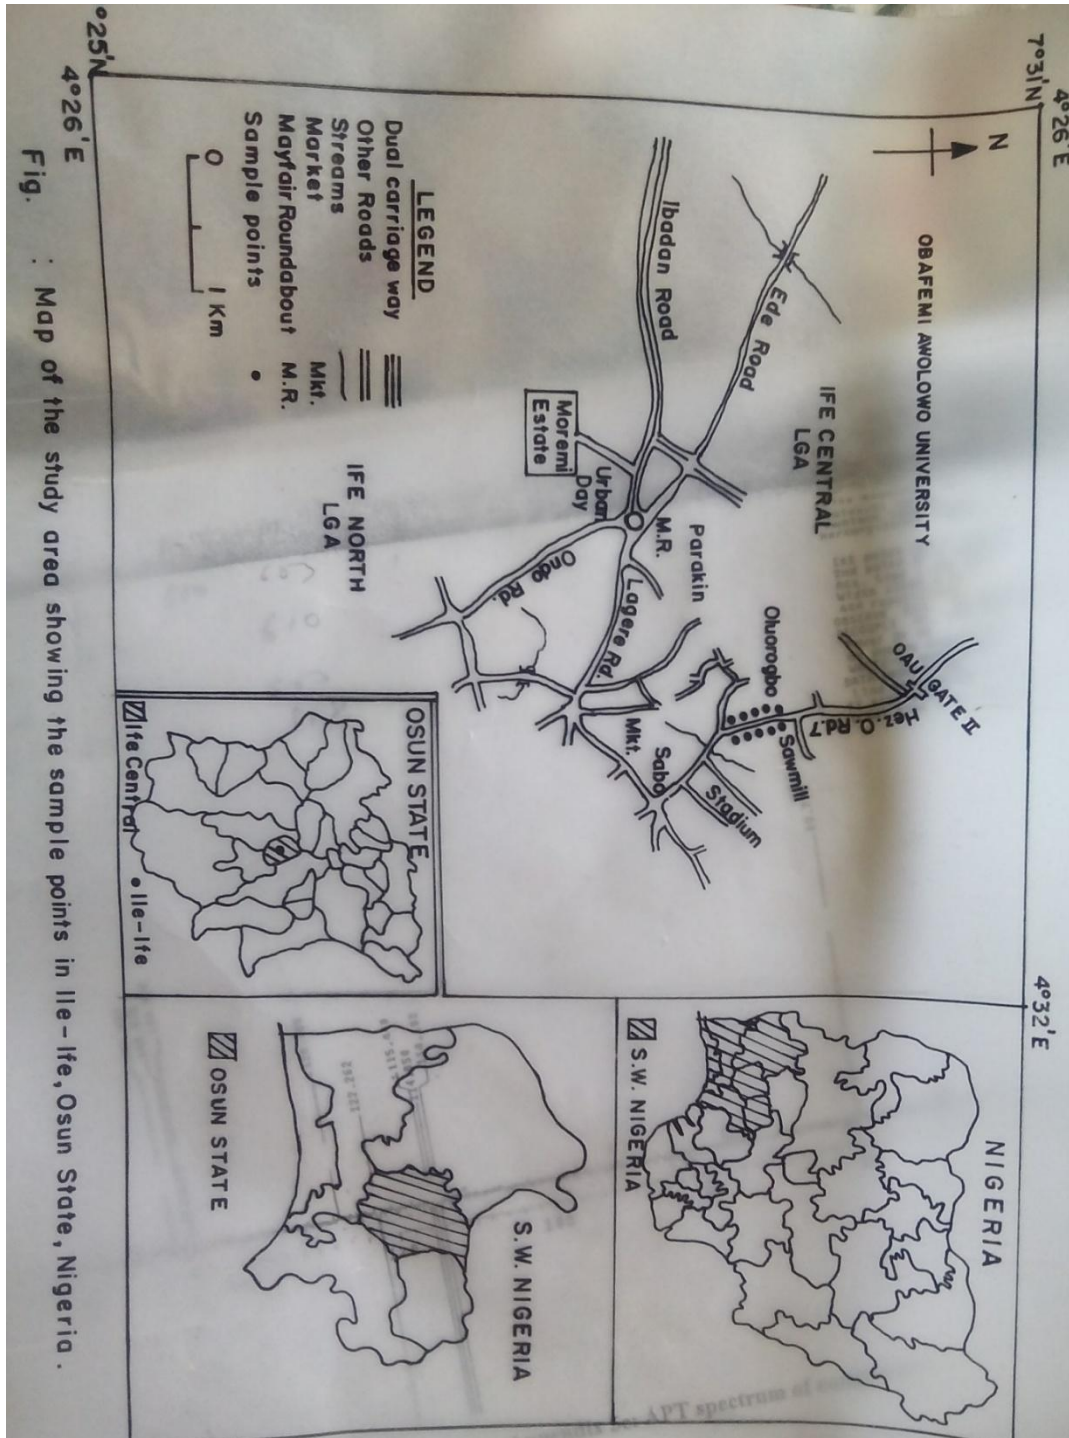 4°26'E
7°31'N
4°32'E
N
OBAFEMI AWOLOWO UNIVERSITY
IFE CENTRAL
LGA
OAU GATE II
Hez. O. Rd. 7
Oluorogbo
Sawmill
Stadium
Sabo
Mkt.
Parakin
Ede Road
Ibadan Road
M.R.
Lagere Rd.
Urban
Day
Moremi
Estate
Ondo Rd.
IFE NORTH
LGA
LEGEND
Dual carriage way
Other Roads
Streams
Market Mkt.
Mayfair Roundabout M.R.
Sample points
0 1 Km
°25'N
4°26'E
OSUN STATE
Ife Central
Ile-Ife
NIGERIA
S.W. NIGERIA
S.W. NIGERIA
OSUN STATE
Fig. : Map of the study area showing the sample points in Ile-Ife, Osun State, Nigeria.
APT spectrum of